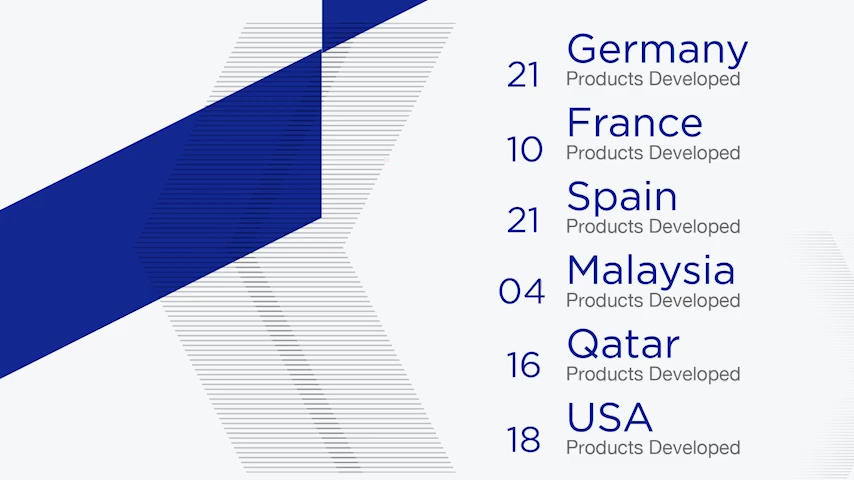 Germany
21 Products Developed
France
10 Products Developed
Spain
21 Products Developed
Malaysia
04 Products Developed
Qatar
16 Products Developed
USA
18 Products Developed